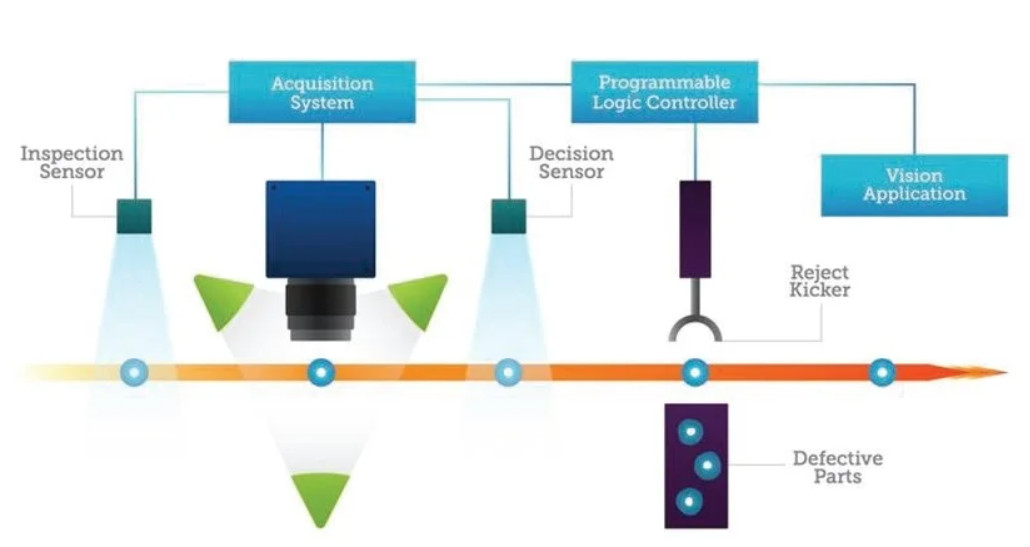 Acquisition
System
Programmable
Logic Controller
Inspection
Sensor
Decision
Sensor
Vision
Application
Reject
Kicker
Defective
Parts